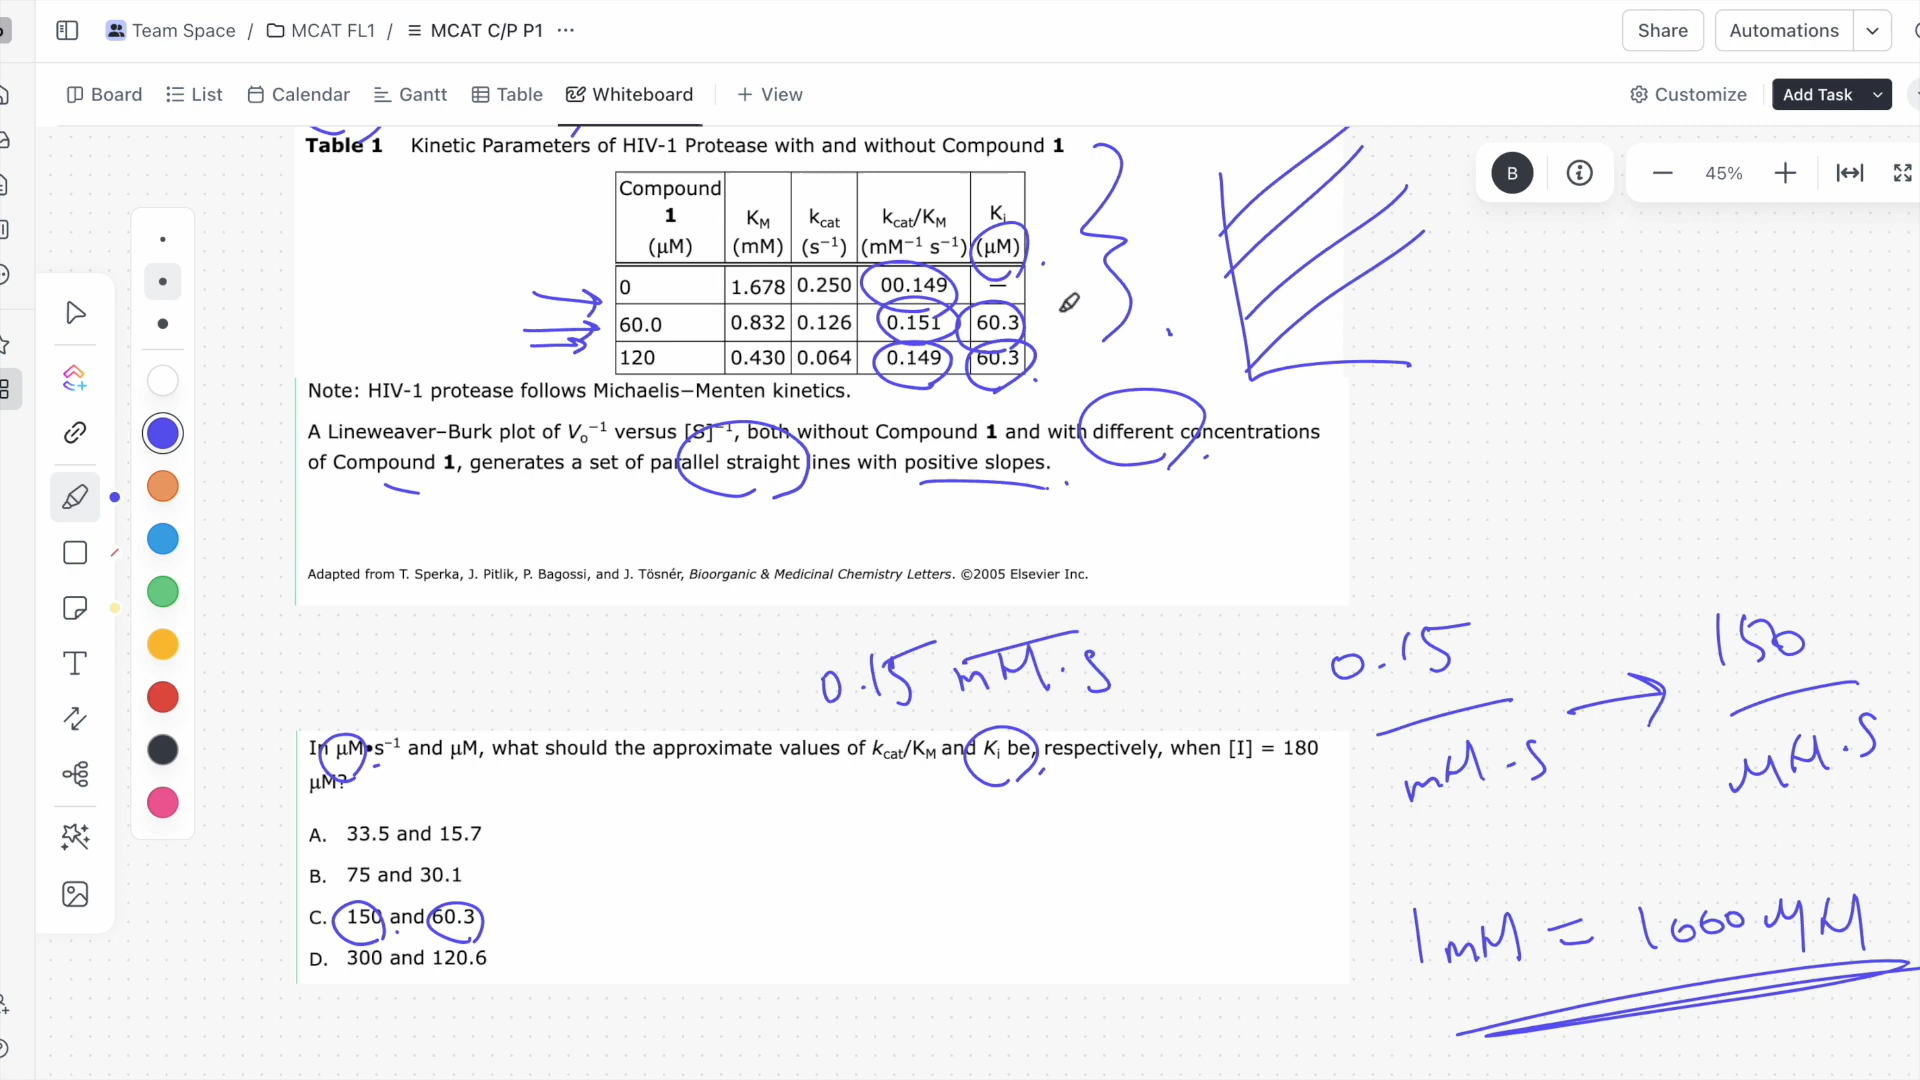 Team Space / MCAT FL1 / MCAT C/P P1 ...
Share
Automations
Board
List
Calendar
Gantt
Table
Whiteboard
+ View
Customize
Add Task
B
45%
Table 1 Kinetic Parameters of HIV-1 Protease with and without Compound 1
Compound 1 (μM) | K_M (mM) | k_cat (s⁻¹) | k_cat/K_M (mM⁻¹ s⁻¹) | K_i (μM)
0 | 1.678 | 0.250 | 00.149 | —
60.0 | 0.832 | 0.126 | 0.151 | 60.3
120 | 0.430 | 0.064 | 0.149 | 60.3
Note: HIV-1 protease follows Michaelis−Menten kinetics.
A Lineweaver–Burk plot of V₀⁻¹ versus [S]⁻¹, both without Compound 1 and with different concentrations
of Compound 1, generates a set of parallel straight lines with positive slopes.
Adapted from T. Sperka, J. Pitlik, P. Bagossi, and J. Tösnér, Bioorganic & Medicinal Chemistry Letters. ©2005 Elsevier Inc.
0.15 mM·s
0.15
mM·s
150
μM·s
In μM•s⁻¹ and μM, what should the approximate values of k_cat/K_M and K_i be, respectively, when [I] = 180
μM?
A. 33.5 and 15.7
B. 75 and 30.1
C. 150 and 60.3
D. 300 and 120.6
1 mM = 1000 μM